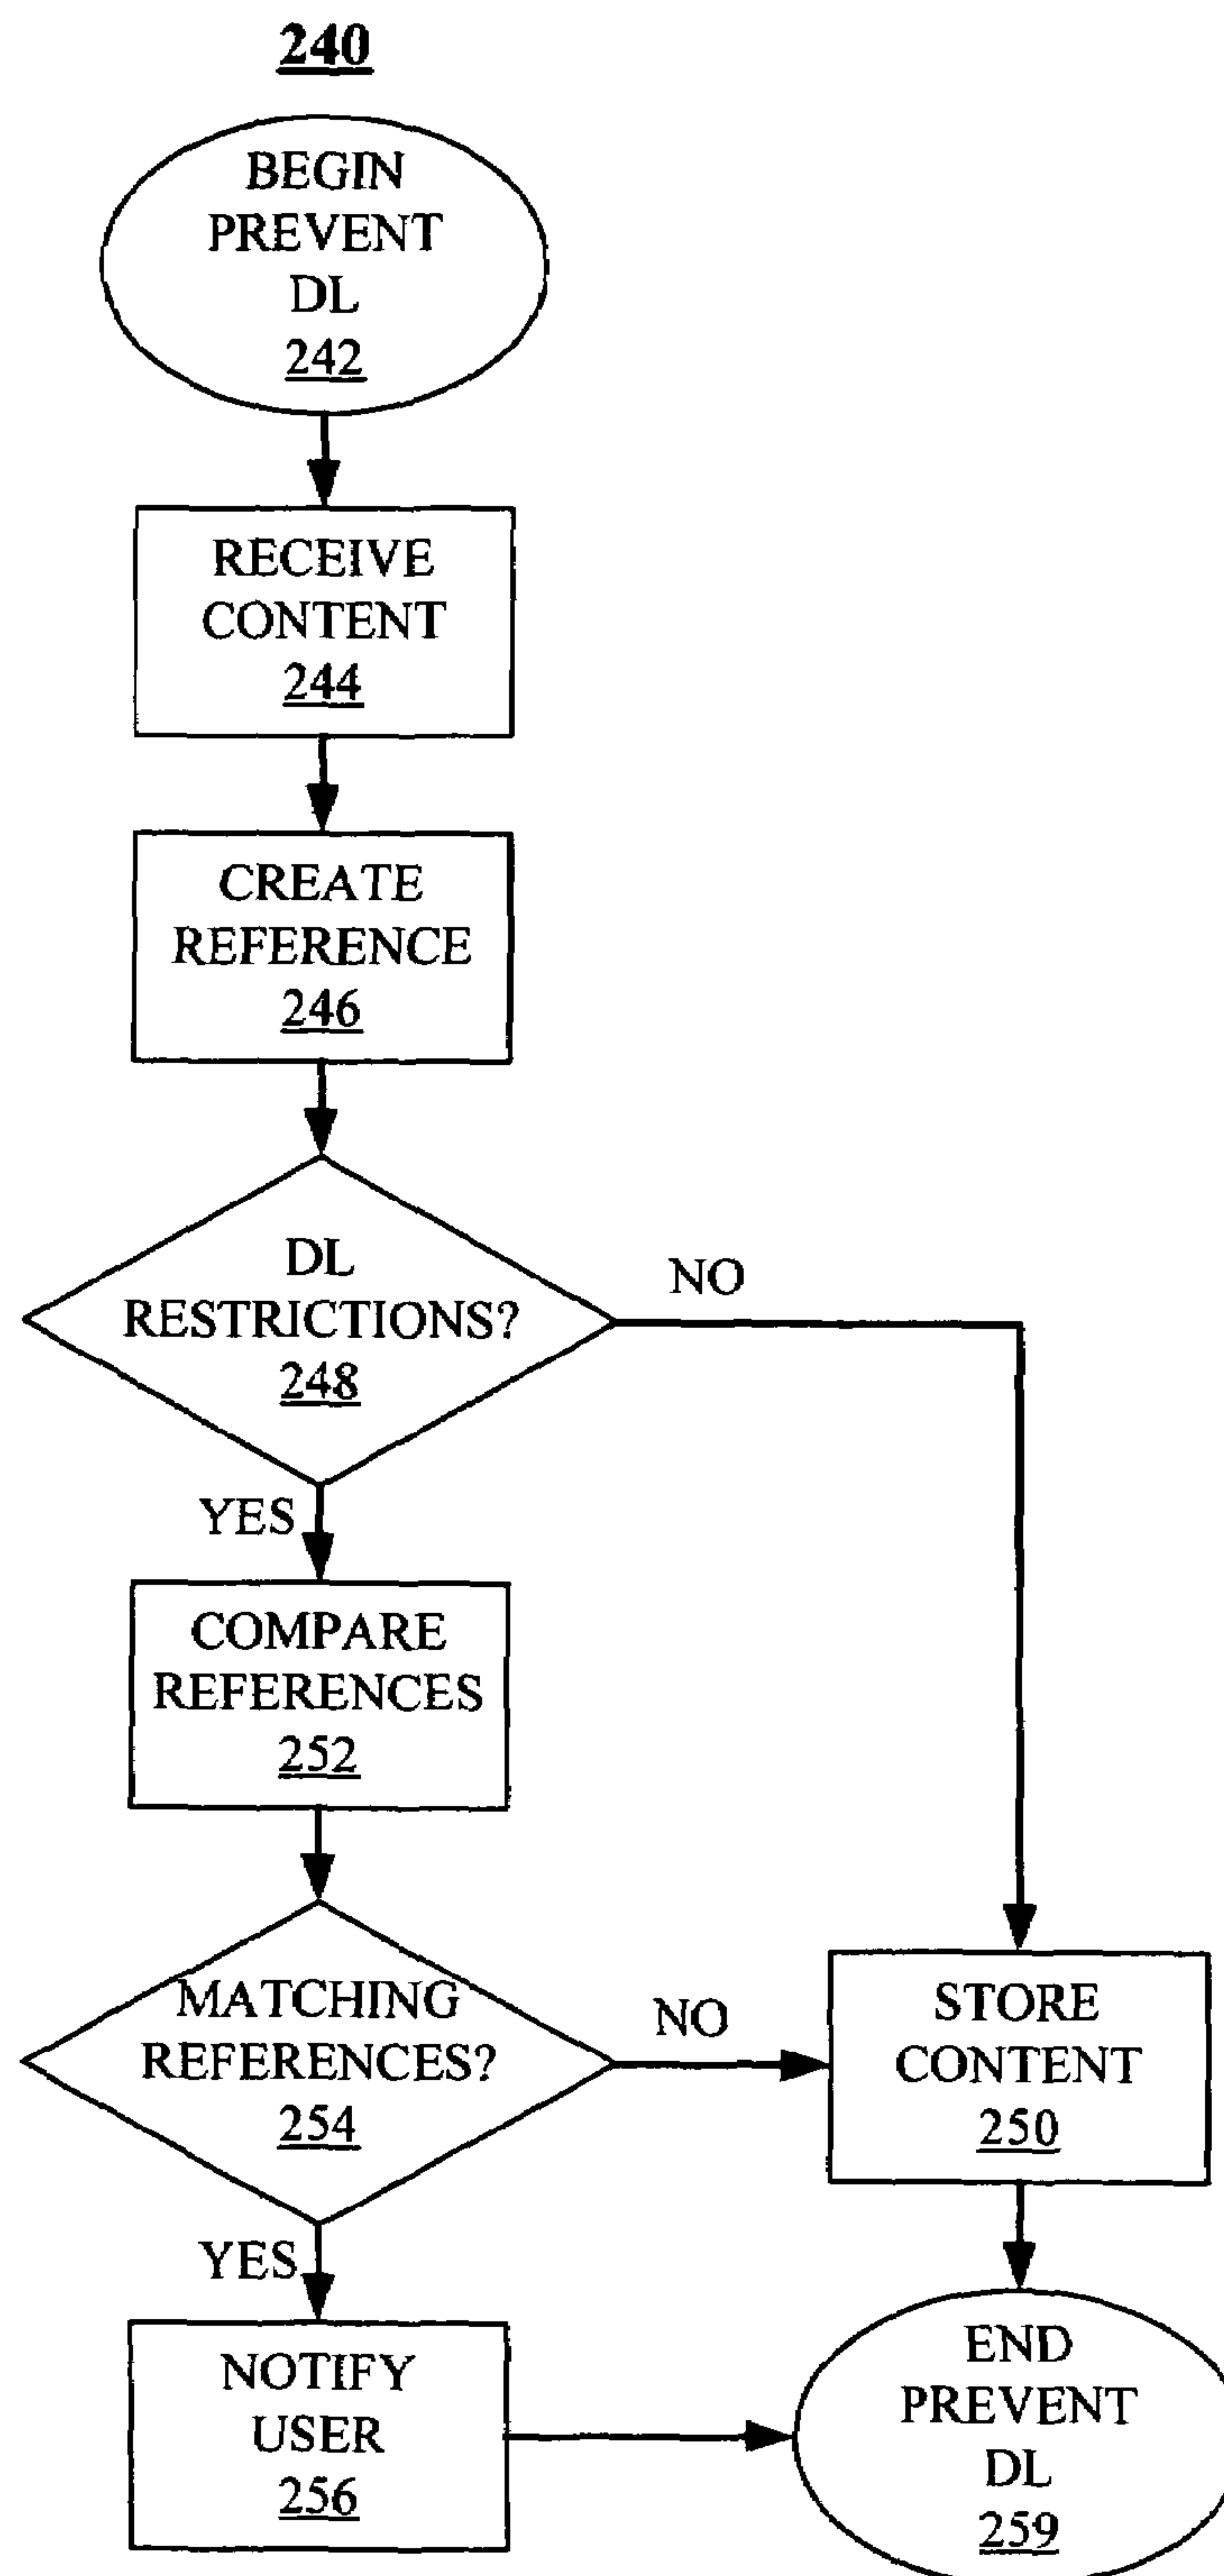 240
BEGIN
PREVENT
DL
242
RECEIVE
CONTENT
244
CREATE
REFERENCE
246
DL
RESTRICTIONS?
248
NO
YES
COMPARE
REFERENCES
252
MATCHING
REFERENCES?
254
NO
STORE
CONTENT
250
YES
NOTIFY
USER
256
END
PREVENT
DL
259